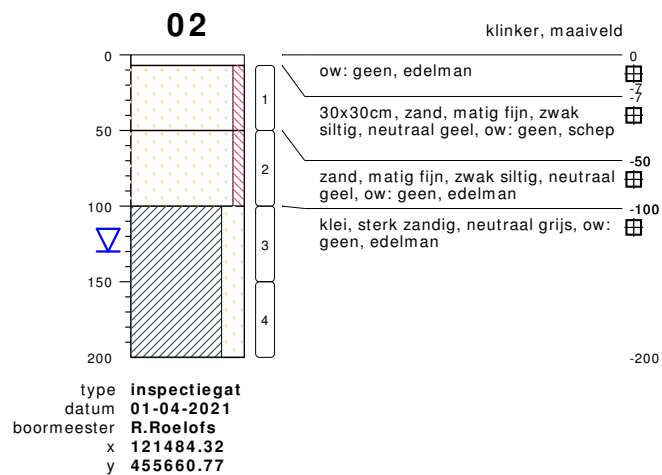 02
klinker, maaiveld
0
0
ow: geen, edelman
-7
-7
1
30x30cm, zand, matig fijn, zwak
siltig, neutraal geel, ow: geen, schep
50
-50
2
zand, matig fijn, zwak siltig, neutraal
geel, ow: geen, edelman
100
-100
klei, sterk zandig, neutraal grijs, ow:
geen, edelman
3
150
4
200
-200
type inspectiegat
datum 01-04-2021
boormeester R.Roelofs
x 121484.32
y 455660.77